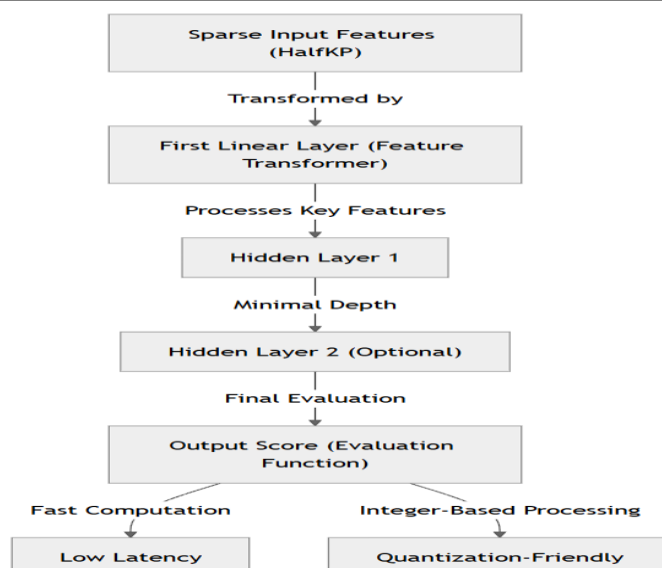 Sparse Input Features
(HalfKP)
Transformed by
First Linear Layer (Feature
Transformer)
Processes Key Features
Hidden Layer 1
Minimal Depth
Hidden Layer 2 (Optional)
Final Evaluation
Output Score (Evaluation
Function)
Fast Computation
Integer-Based Processing
Low Latency
Quantization-Friendly